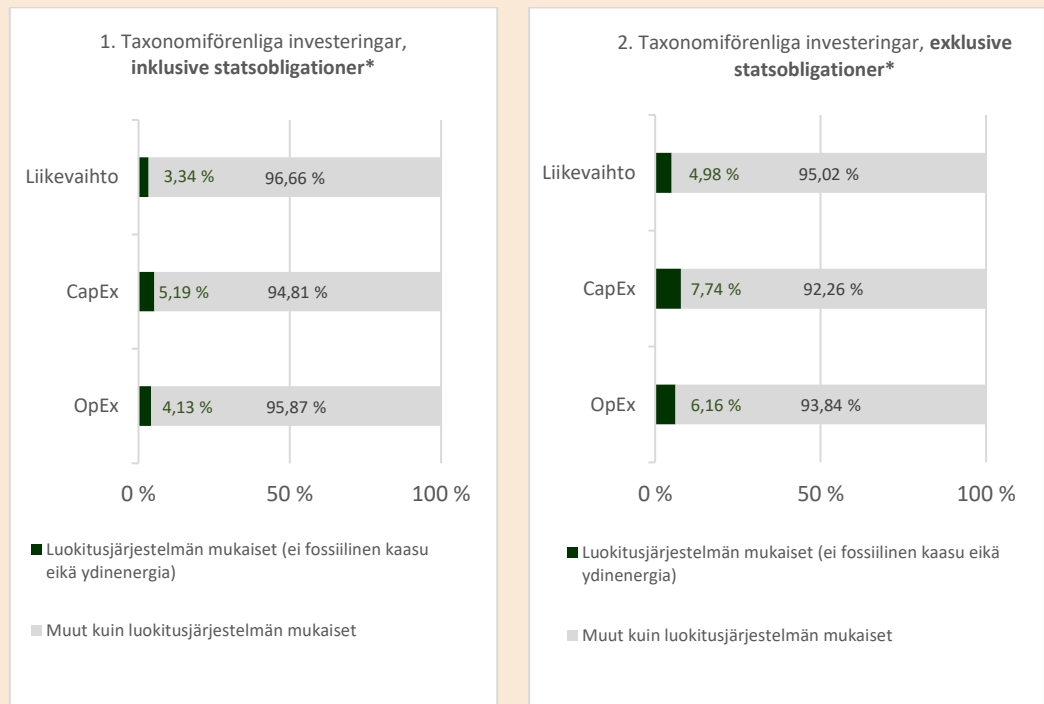 1. Taxonomiförenliga investeringar,
inklusive statsobligationer*
Liikevaihto
3,34 %
96,66 %
CapEx
5,19 %
94,81 %
OpEx
4,13 %
95,87 %
0 %
50 %
100 %
Luokitusjärjestelmän mukaiset (ei fossiilinen kaasu
eikä ydinenergia)
Muut kuin luokitusjärjestelmän mukaiset
2. Taxonomiförenliga investeringar, exklusive
statsobligationer*
Liikevaihto
4,98 %
95,02 %
CapEx
7,74 %
92,26 %
OpEx
6,16 %
93,84 %
0 %
50 %
100 %
Luokitusjärjestelmän mukaiset (ei fossiilinen kaasu eikä
ydinenergia)
Muut kuin luokitusjärjestelmän mukaiset